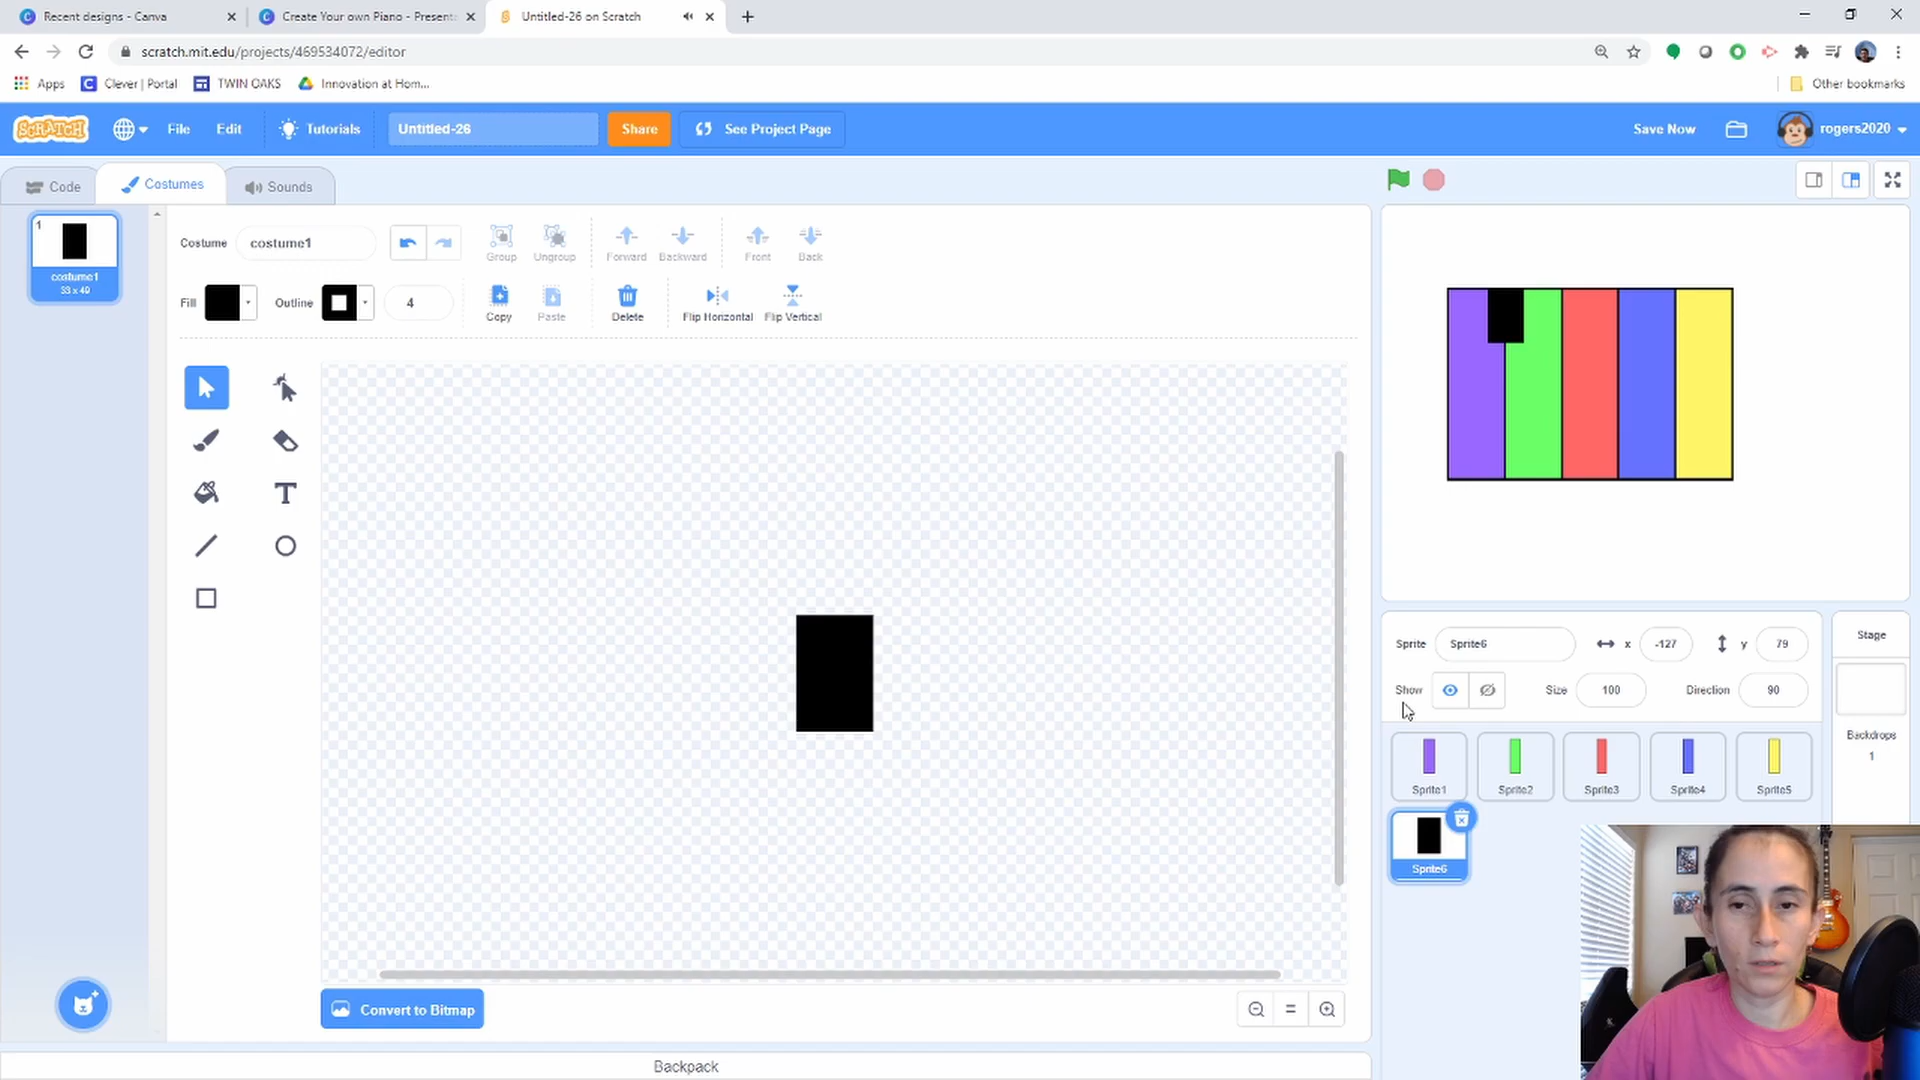 Recent designs - Canva
Create Your own Piano - Present
Untitled-26 on Scratch
scratch.mit.edu/projects/469534072/editor
Apps
Clever | Portal
TWIN OAKS
Innovation at Hom...
Other bookmarks
SCRATCH
File
Edit
Tutorials
Untitled-26
Share
See Project Page
Save Now
rogers2020
Code
Costumes
Sounds
1
costume1
33 x 49
Costume
costume1
Group
Ungroup
Forward
Backward
Front
Back
Fill
Outline
4
Copy
Paste
Delete
Flip Horizontal
Flip Vertical
T
Convert to Bitmap
Backpack
Sprite
Sprite6
x
-127
y
79
Show
Size
100
Direction
90
Stage
Backdrops
1
Sprite1
Sprite2
Sprite3
Sprite4
Sprite5
Sprite6